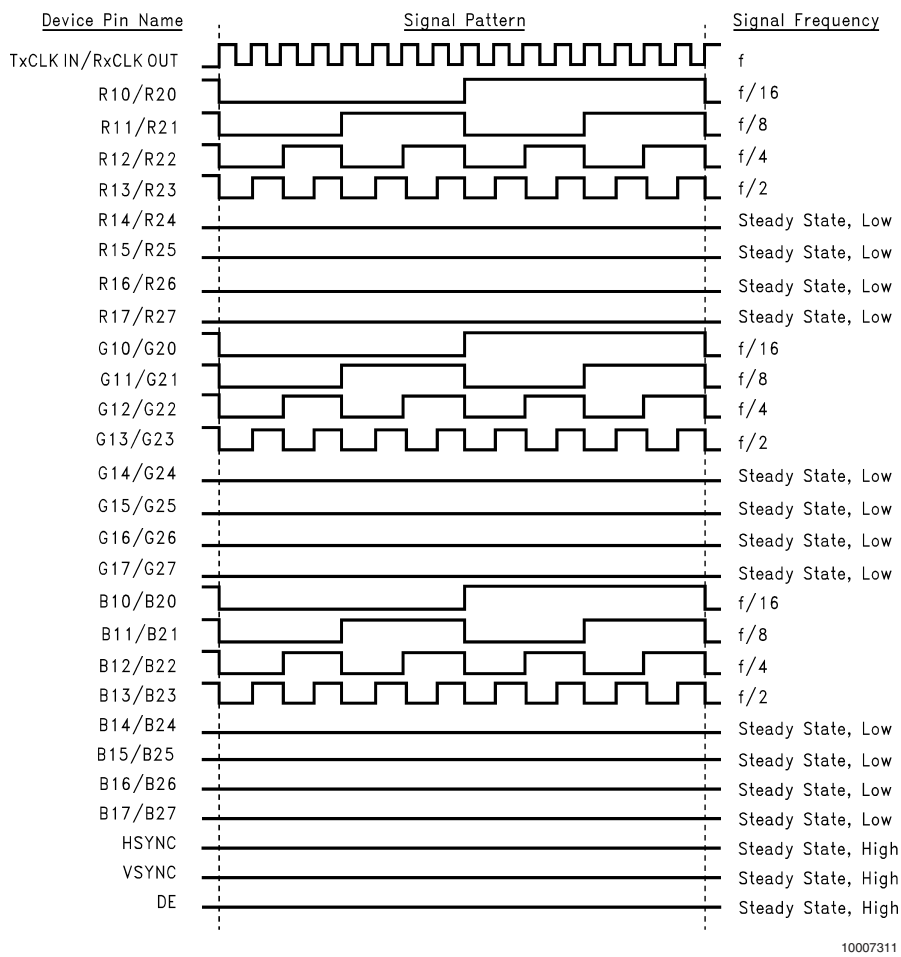 Device Pin Name Signal Pattern Signal Frequency
TxCLK IN/RxCLK OUT f
R10/R20 f/16
R11/R21 f/8
R12/R22 f/4
R13/R23 f/2
R14/R24 Steady State, Low
R15/R25 Steady State, Low
R16/R26 Steady State, Low
R17/R27 Steady State, Low
G10/G20 f/16
G11/G21 f/8
G12/G22 f/4
G13/G23 f/2
G14/G24 Steady State, Low
G15/G25 Steady State, Low
G16/G26 Steady State, Low
G17/G27 Steady State, Low
B10/B20 f/16
B11/B21 f/8
B12/B22 f/4
B13/B23 f/2
B14/B24 Steady State, Low
B15/B25 Steady State, Low
B16/B26 Steady State, Low
B17/B27 Steady State, Low
HSYNC Steady State, High
VSYNC Steady State, High
DE Steady State, High
10007311